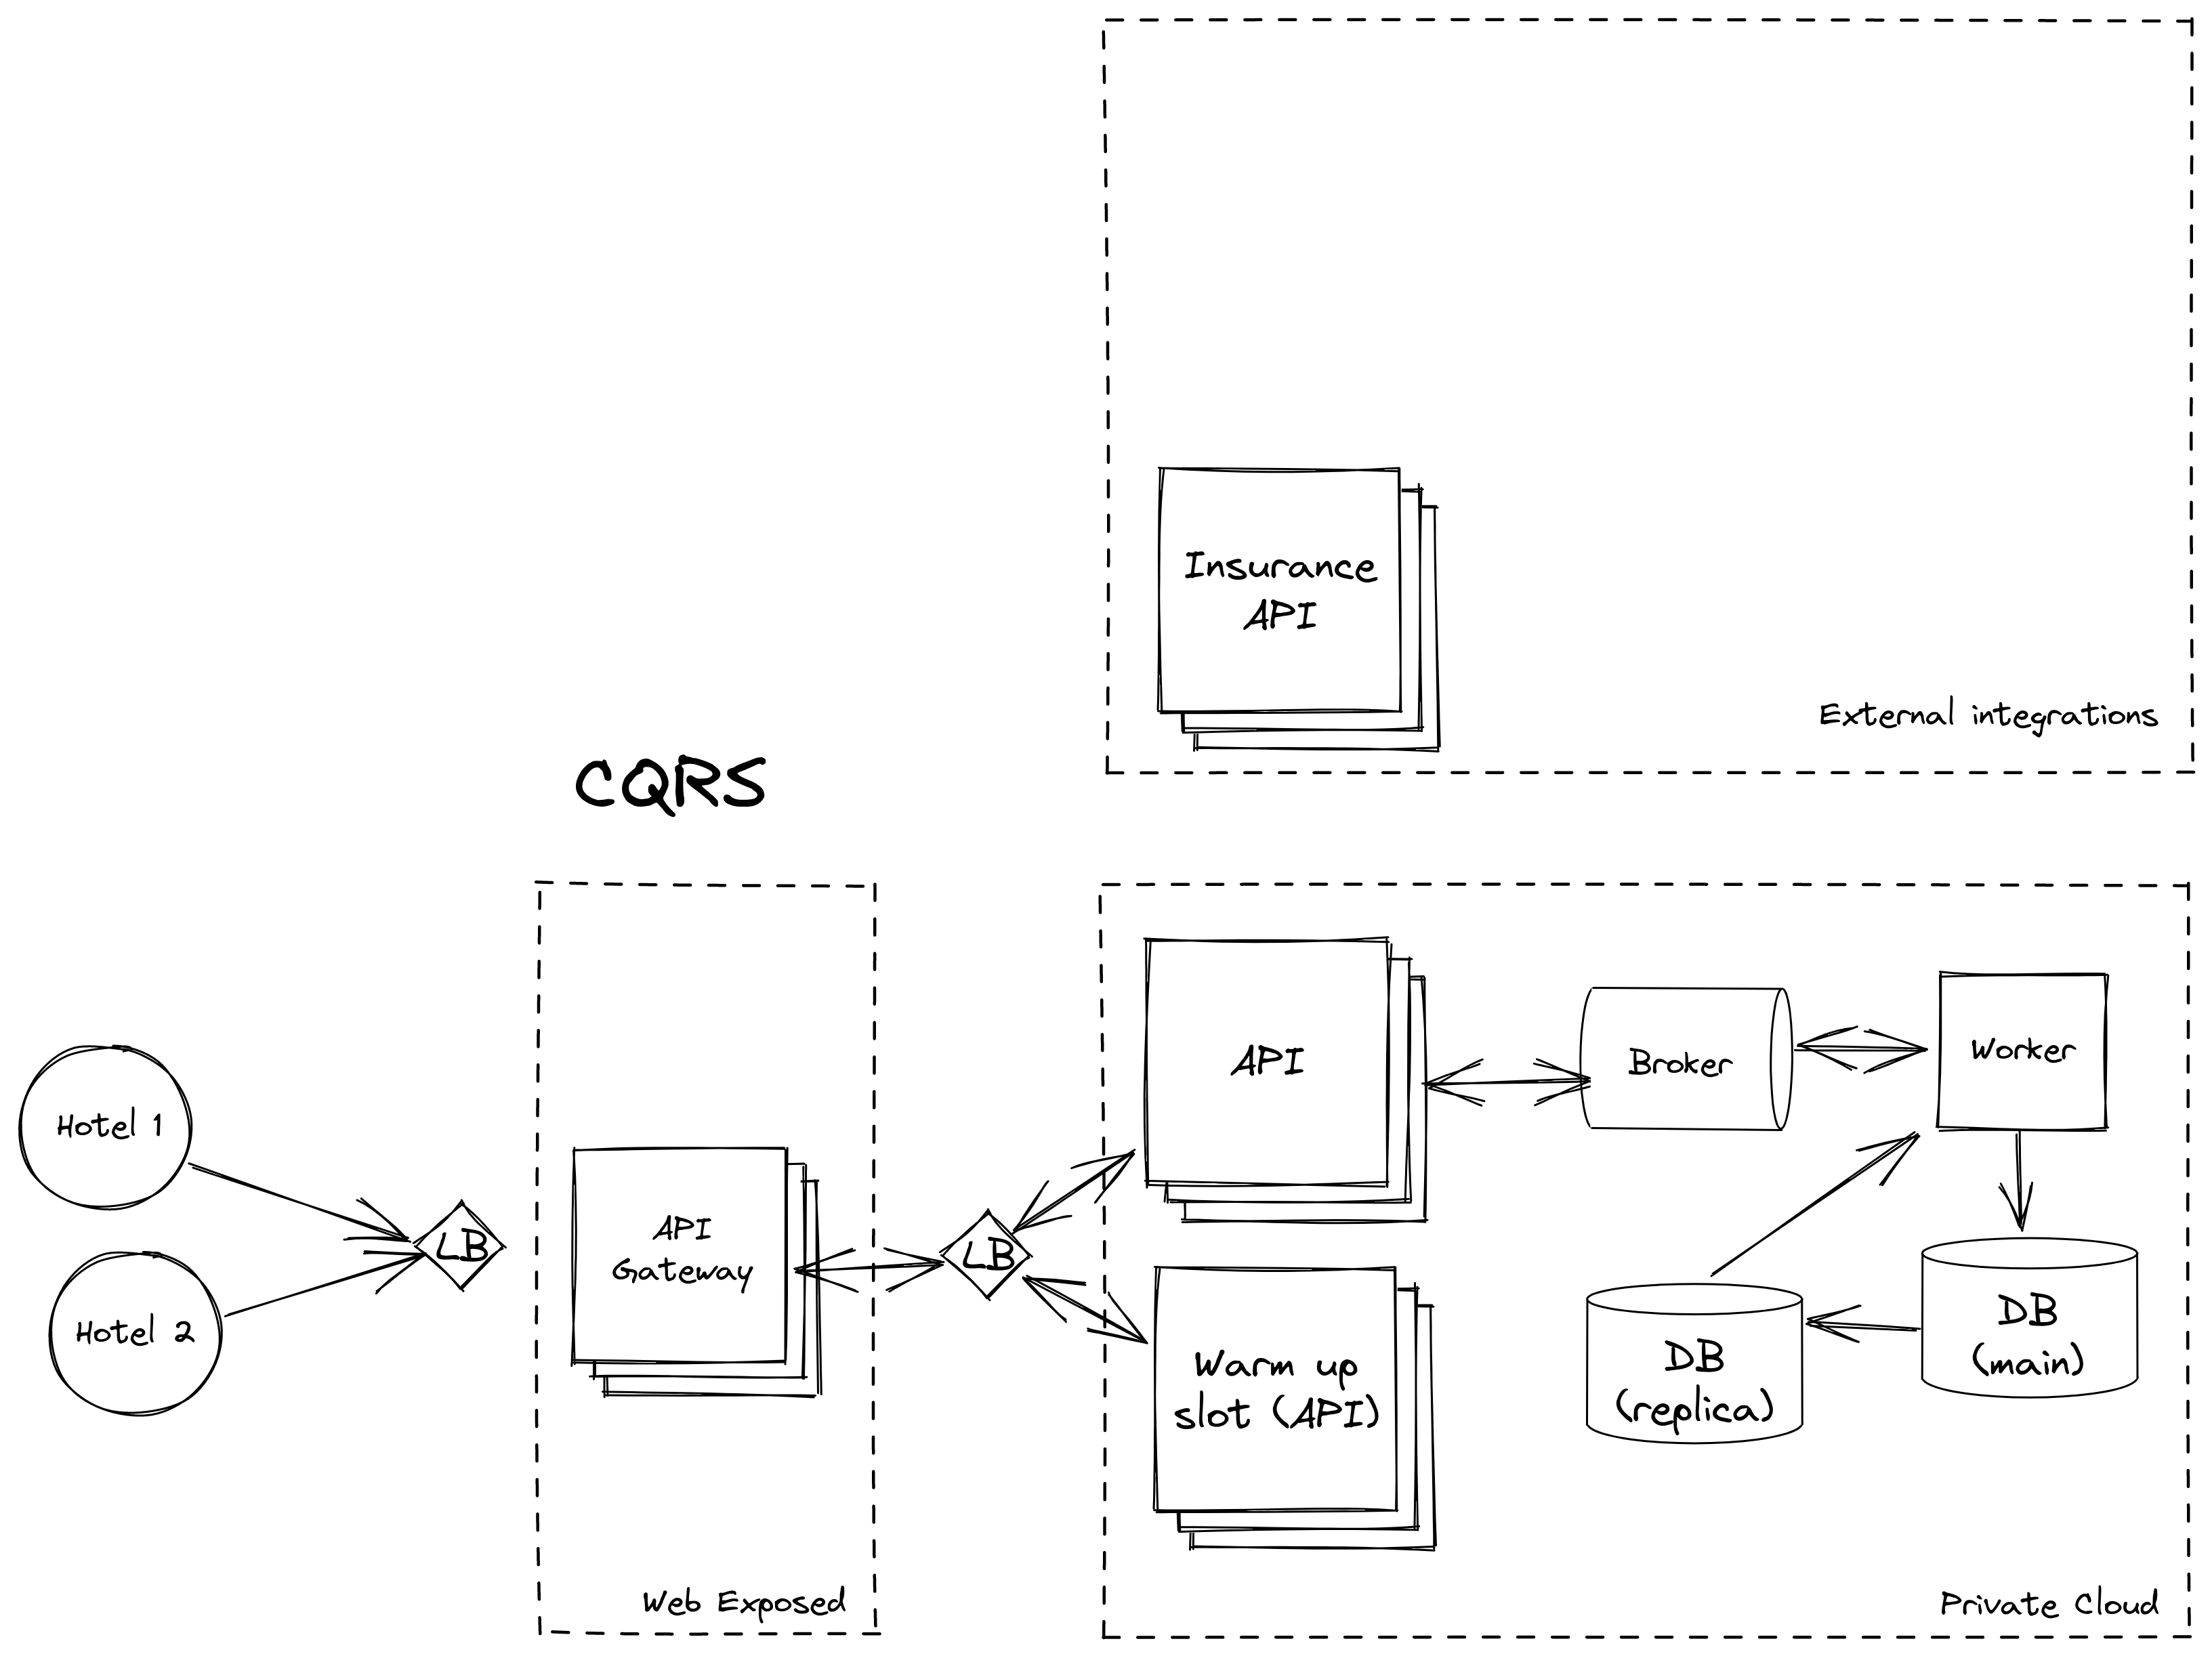 Insurance
API
External integrations
CQRS
Hotel 1
Hotel 2
LB
API
Gateway
Web Exposed
LB
API
Warm up
slot (API)
Broker
Worker
DB
(replica)
DB
(main)
Private Cloud